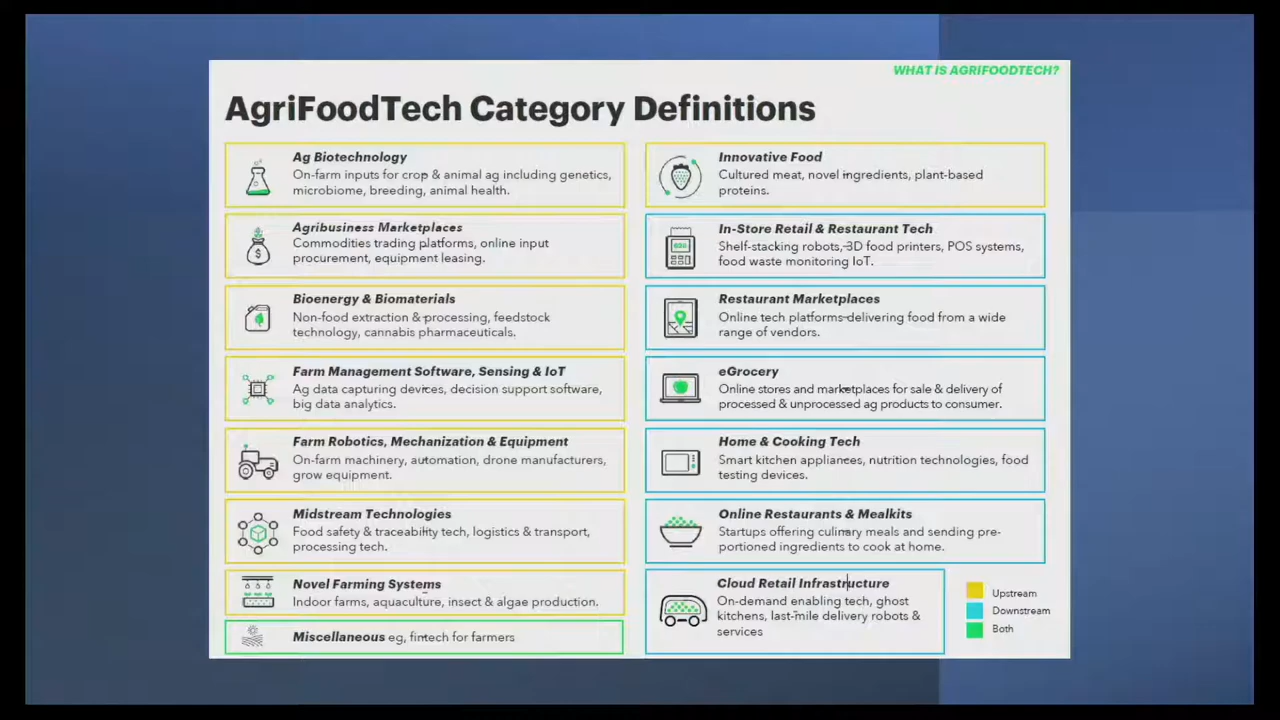 WHAT IS AGRIFOODTECH?
AgriFoodTech Category Definitions
Ag Biotechnology
On-farm inputs for crop & animal ag including genetics,
microbiome, breeding, animal health.
Agribusiness Marketplaces
Commodities trading platforms, online input
procurement, equipment leasing.
Bioenergy & Biomaterials
Non-food extraction & processing, feedstock
technology, cannabis pharmaceuticals.
Farm Management Software, Sensing & IoT
Ag data capturing devices, decision support software,
big data analytics.
Farm Robotics, Mechanization & Equipment
On-farm machinery, automation, drone manufacturers,
grow equipment.
Midstream Technologies
Food safety & traceability tech, logistics & transport,
processing tech.
Novel Farming Systems
Indoor farms, aquaculture, insect & algae production.
Miscellaneous eg, fintech for farmers
Innovative Food
Cultured meat, novel ingredients, plant-based
proteins.
In-Store Retail & Restaurant Tech
Shelf-stacking robots, 3D food printers, POS systems,
food waste monitoring IoT.
Restaurant Marketplaces
Online tech platforms delivering food from a wide
range of vendors.
eGrocery
Online stores and marketplaces for sale & delivery of
processed & unprocessed ag products to consumer.
Home & Cooking Tech
Smart kitchen appliances, nutrition technologies, food
testing devices.
Online Restaurants & Mealkits
Startups offering culinary meals and sending pre-
portioned ingredients to cook at home.
Cloud Retail Infrastructure
On-demand enabling tech, ghost
kitchens, last-mile delivery robots &
services
Upstream
Downstream
Both